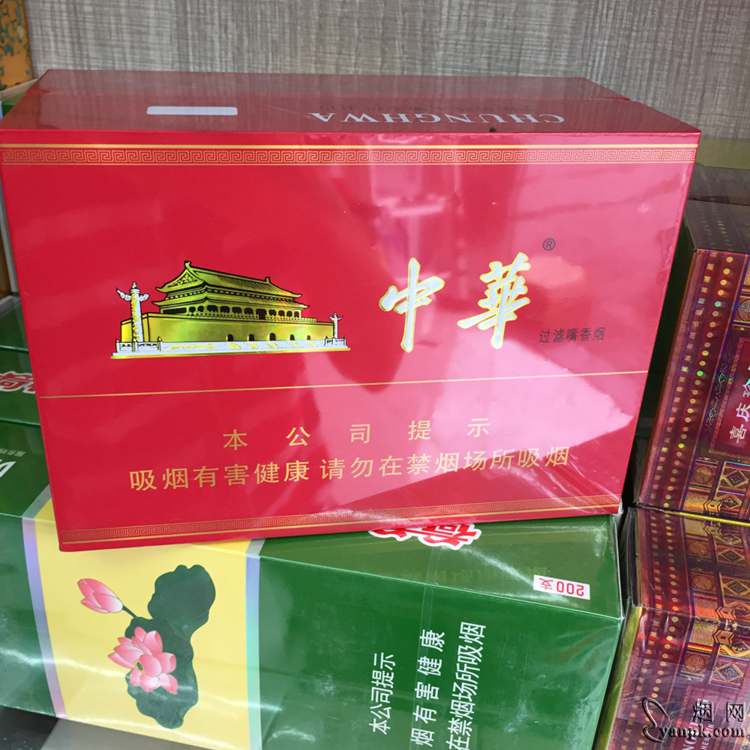 CHUNGHWA
®
中華
过滤嘴香烟
本公司提示
吸烟有害健康 请勿在禁烟场所吸烟
200支
本公司提示
烟有害健康
在禁烟场所吸烟
喜庆
烟网
yanpk.com